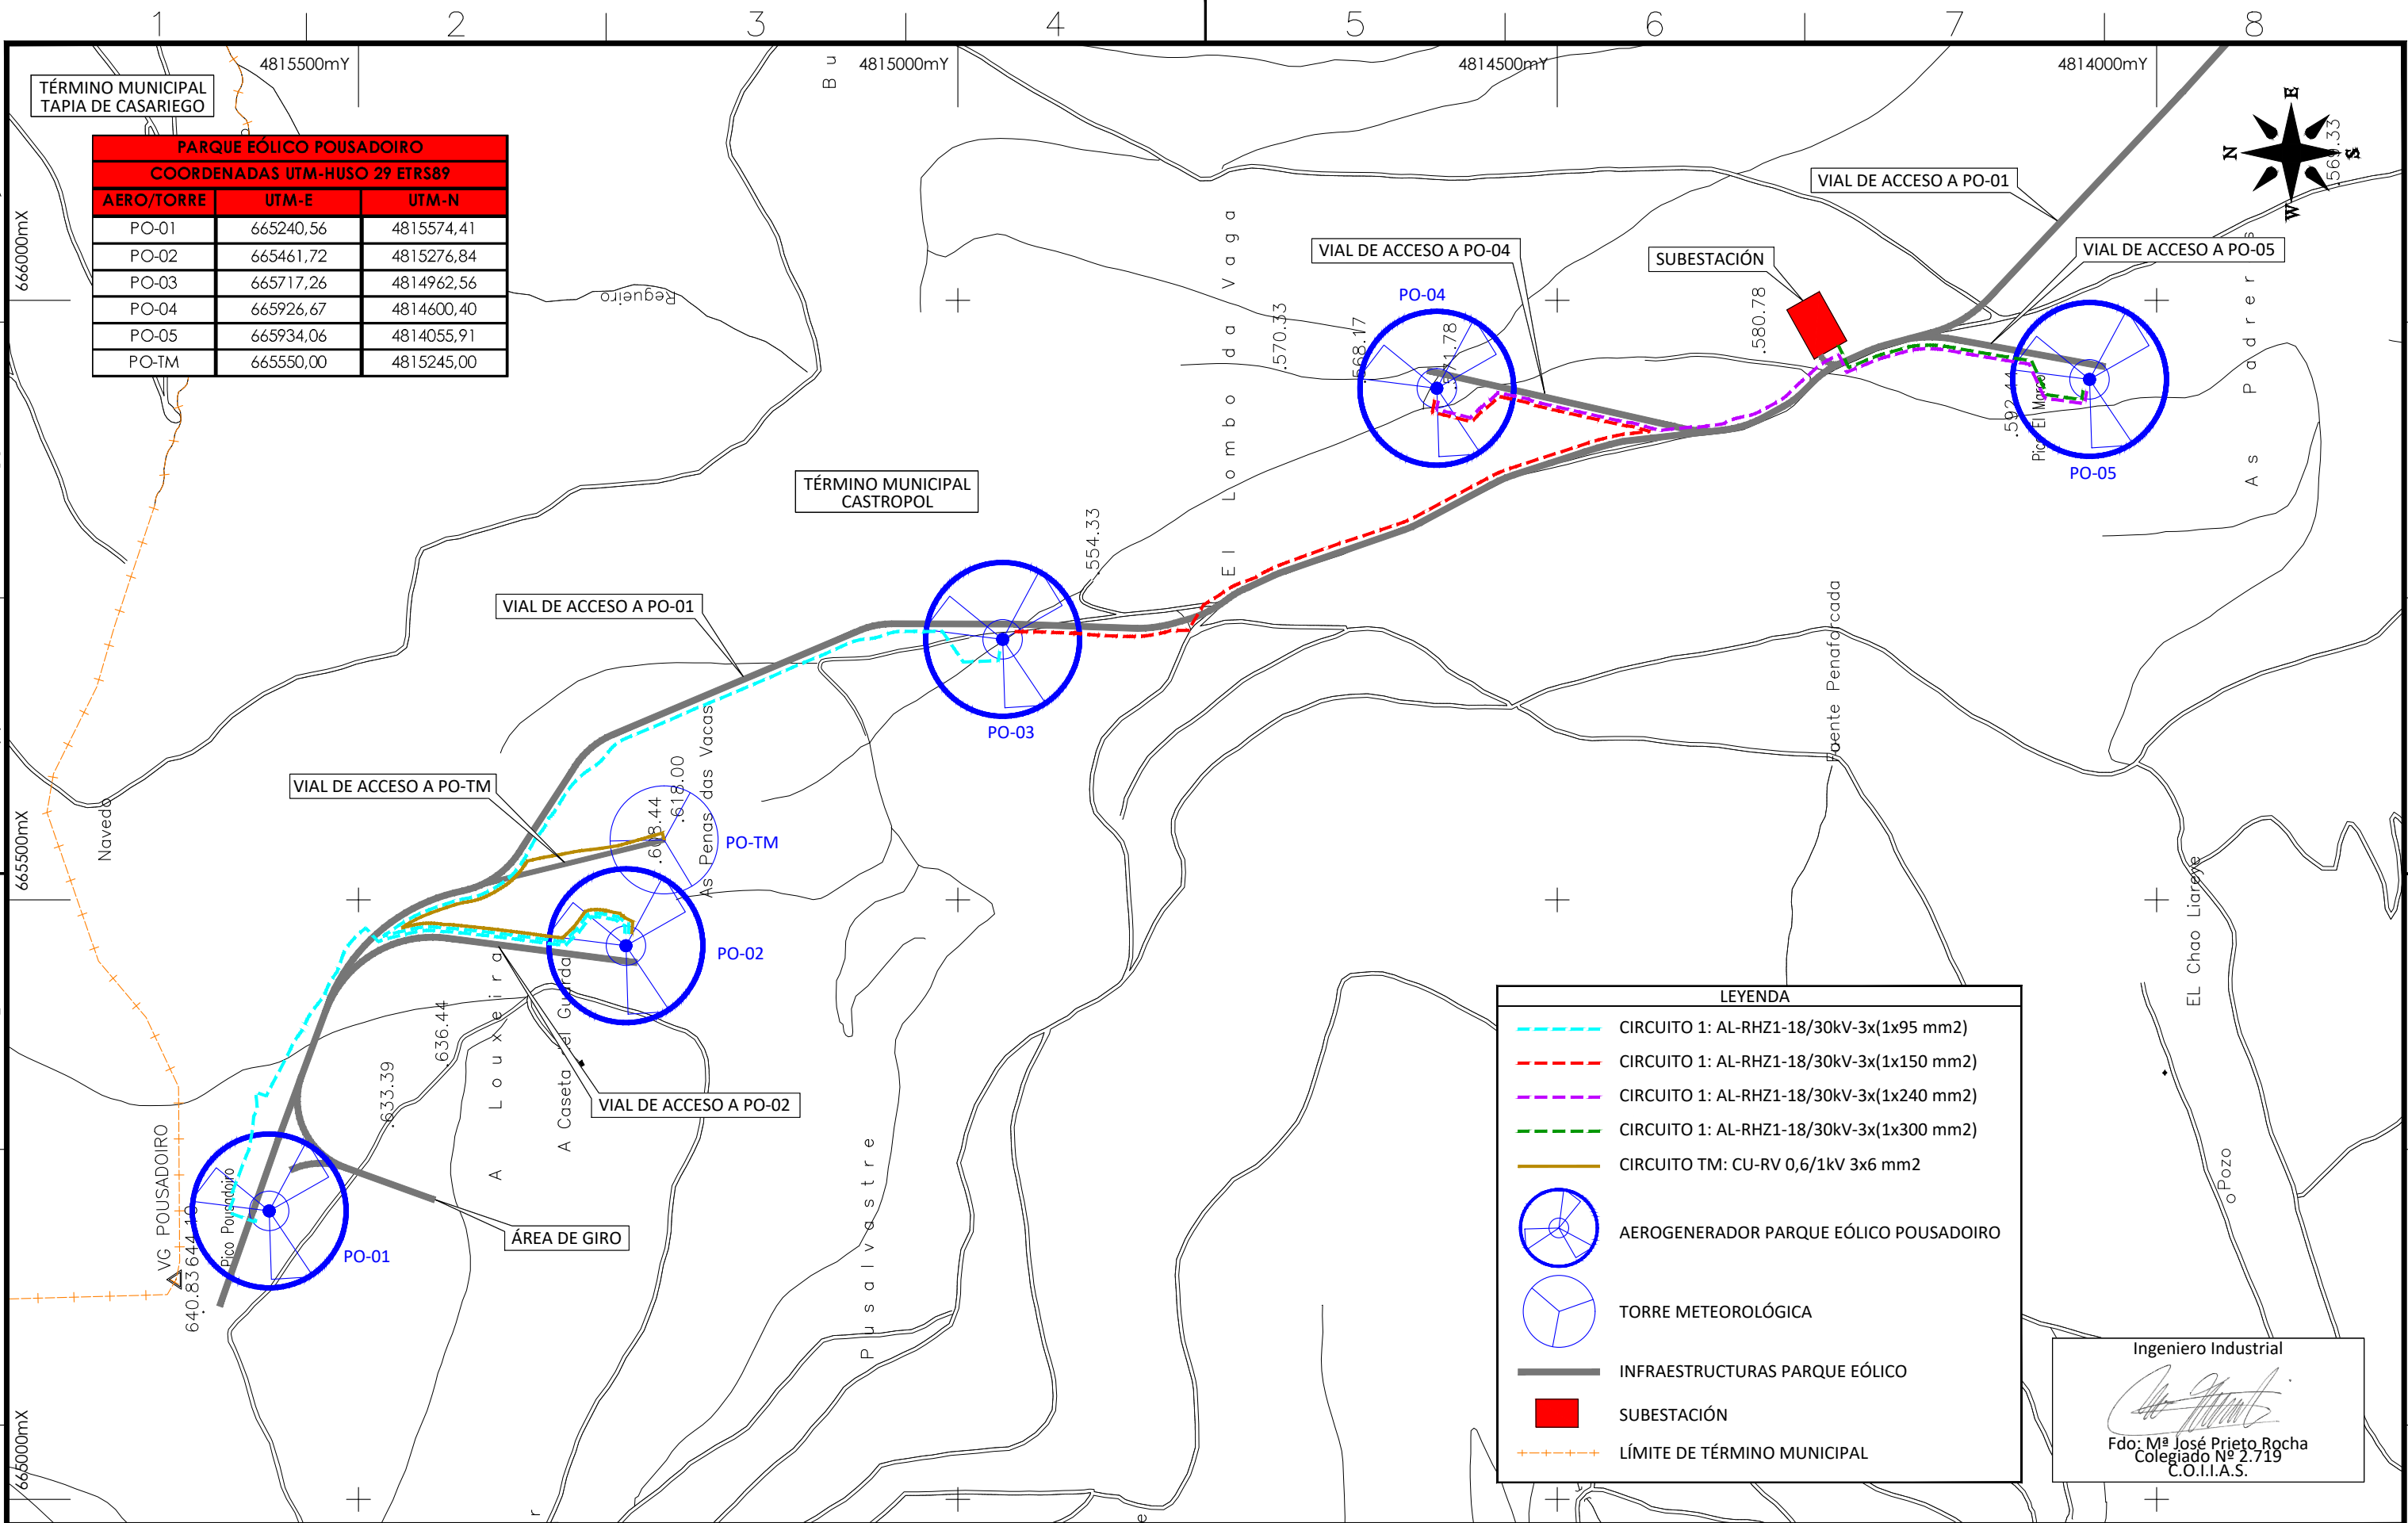 1 2 3 4 5 6 7 8
4815500mY 4815000mY 4814500mY 4814000mY
666000mX
665500mX
665000mX
TÉRMINO MUNICIPAL
TAPIA DE CASARIEGO
PARQUE EÓLICO POUSADOIRO
COORDENADAS UTM-HUSO 29 ETRS89
AERO/TORRE UTM-E UTM-N
PO-01 665240,56 4815574,41
PO-02 665461,72 4815276,84
PO-03 665717,26 4814962,56
PO-04 665926,67 4814600,40
PO-05 665934,06 4814055,91
PO-TM 665550,00 4815245,00
B u
Regueiro
El Lombo da Vaga
N E S W
.569.33
VIAL DE ACCESO A PO-01
VIAL DE ACCESO A PO-04
SUBESTACIÓN
VIAL DE ACCESO A PO-05
As Padreres
PO-04
.570.33
.568.17
.580.78
.592.44
PO-05
TÉRMINO MUNICIPAL
CASTROPOL
.554.33
VIAL DE ACCESO A PO-01
PO-03
Fuente Penaforcada
As Penas das Vacas
.618.00
VIAL DE ACCESO A PO-TM
PO-TM
Navedo
PO-02
A Louxeira
A Caseta del Guarda
.636.44
.633.39
VIAL DE ACCESO A PO-02
Pusalvastre
EL Chao Liareye
Pozo
VG POUSADOIRO
Pico Pousadoiro
640.83
PO-01
ÁREA DE GIRO
LEYENDA
CIRCUITO 1: AL-RHZ1-18/30kV-3x(1x95 mm2)
CIRCUITO 1: AL-RHZ1-18/30kV-3x(1x150 mm2)
CIRCUITO 1: AL-RHZ1-18/30kV-3x(1x240 mm2)
CIRCUITO 1: AL-RHZ1-18/30kV-3x(1x300 mm2)
CIRCUITO TM: CU-RV 0,6/1kV 3x6 mm2
AEROGENERADOR PARQUE EÓLICO POUSADOIRO
TORRE METEOROLÓGICA
INFRAESTRUCTURAS PARQUE EÓLICO
SUBESTACIÓN
LÍMITE DE TÉRMINO MUNICIPAL
Ingeniero Industrial
Fdo: Mª José Prieto Rocha
Colegiado Nº 2.719
C.O.I.I.A.S.